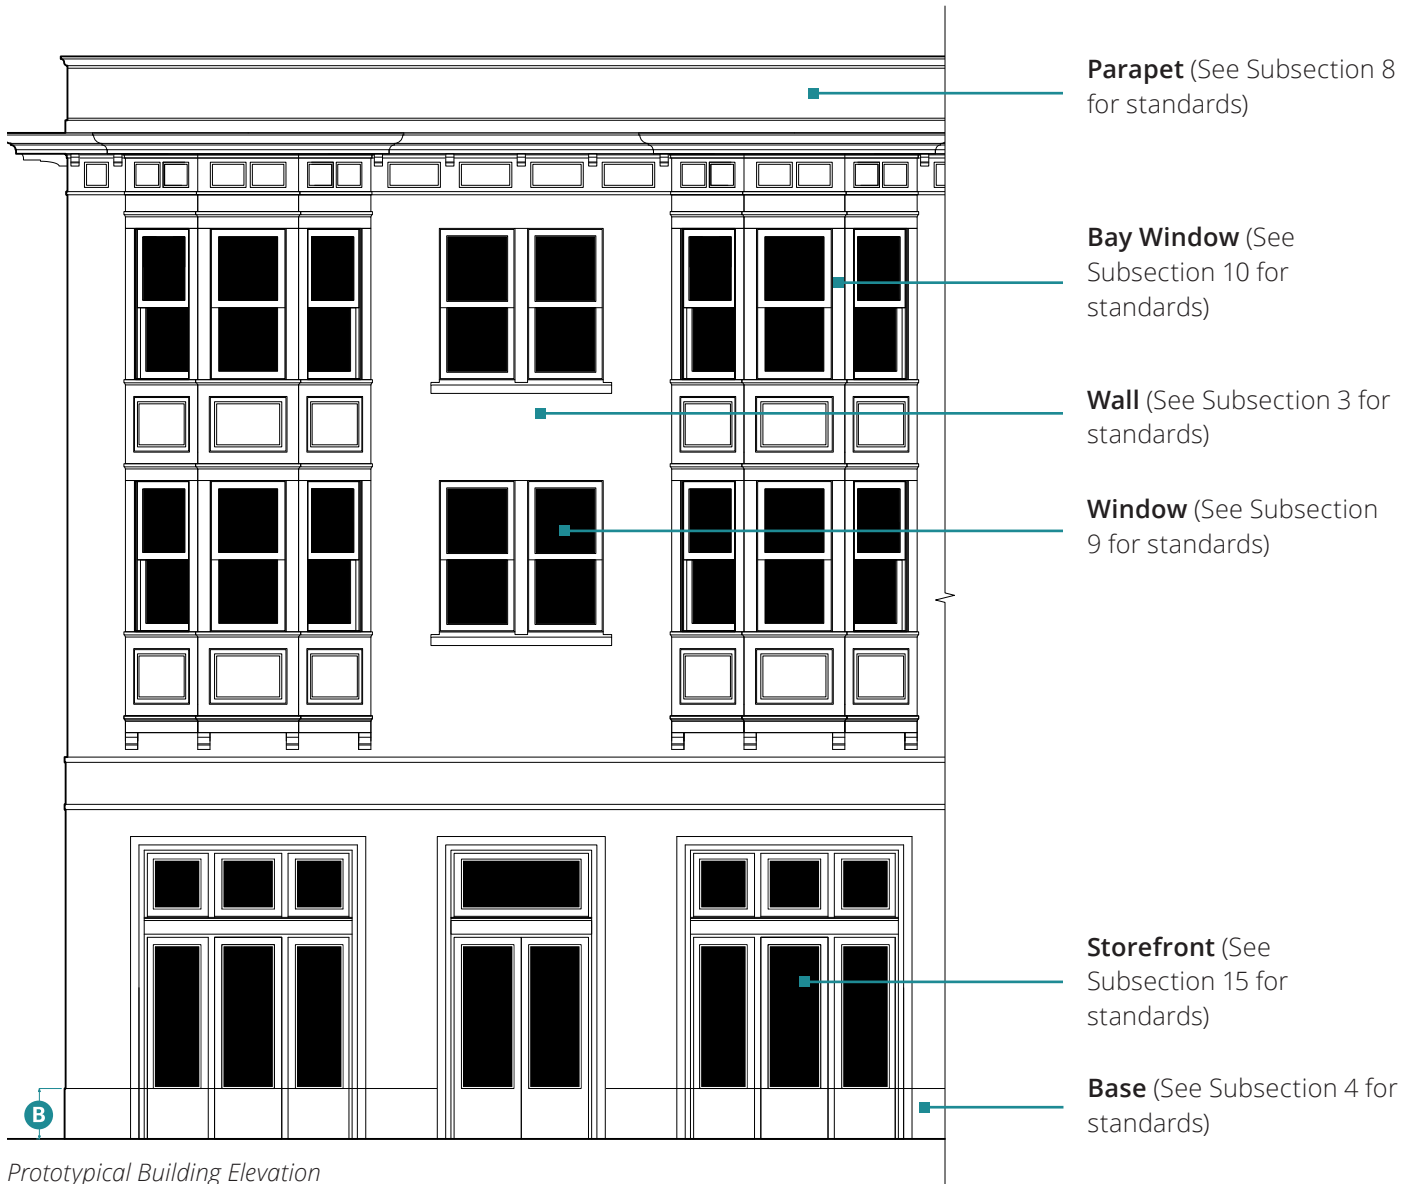 Parapet (See Subsection 8
for standards)
Bay Window (See
Subsection 10 for
standards)
Wall (See Subsection 3 for
standards)
Window (See Subsection
9 for standards)
Storefront (See
Subsection 15 for
standards)
Base (See Subsection 4 for
standards)
B
Prototypical Building Elevation